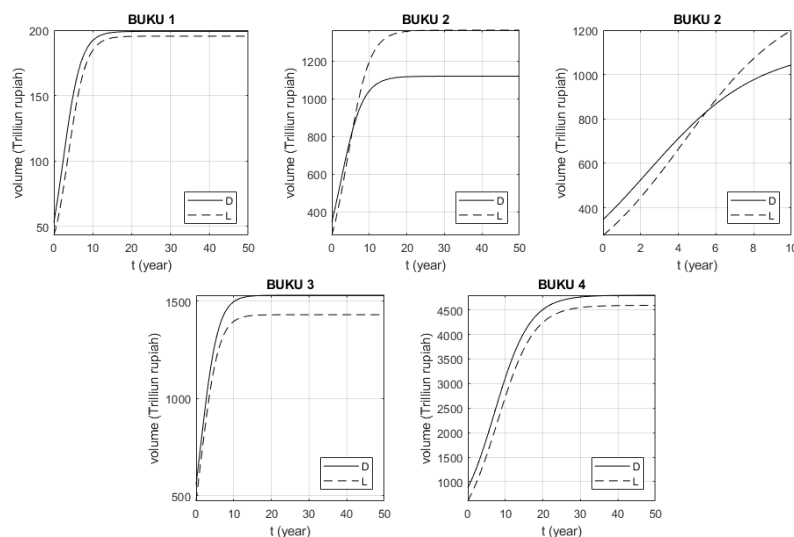 BUKU 1
volume (Trilliun rupiah)
200
150
100
50
0 10 20 30 40 50
t (year)
D
L
BUKU 2
volume (Trilliun rupiah)
1200
1000
800
600
400
0 10 20 30 40 50
t (year)
D
L
BUKU 2
volume (Trilliun rupiah)
1200
1000
800
600
400
0 2 4 6 8 10
t (year)
D
L
BUKU 3
volume (Trilliun rupiah)
1500
1000
500
0 10 20 30 40 50
t (year)
D
L
BUKU 4
volume (Trilliun rupiah)
4500
4000
3500
3000
2500
2000
1500
1000
0 10 20 30 40 50
t (year)
D
L